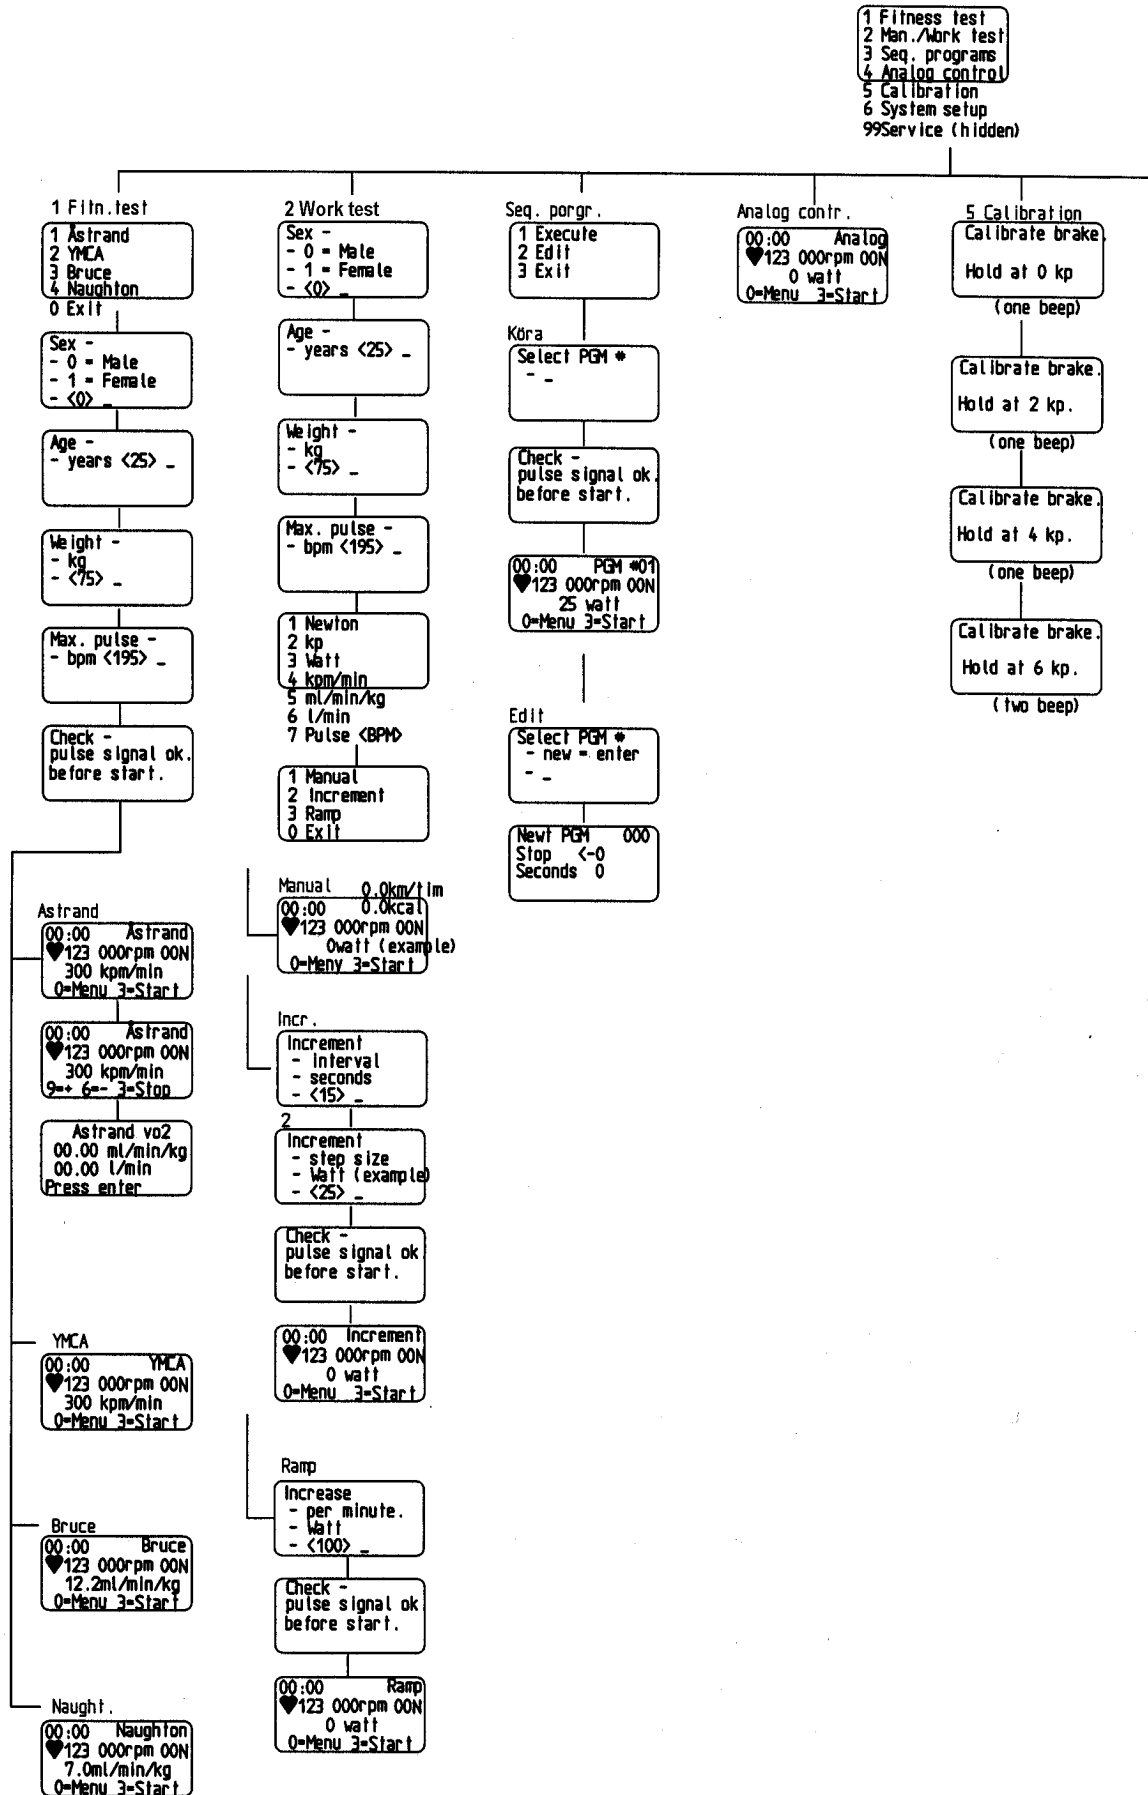 1 Fitness test
2 Man./Work test
3 Seq. programs
4 Analog control
5 Calibration
6 System setup
99Service (hidden)
1 Fitn.test
1 Åstrand
2 YMCA
3 Bruce
4 Naughton
0 Exit
Sex -
- 0 = Male
- 1 = Female
- <0> _
Age -
- years <25> _
Weight -
- kg
- <75> _
Max. pulse -
- bpm <195> _
Check -
pulse signal ok.
before start.
Astrand
00:00 Åstrand
♥123 000rpm 00N
300 kpm/min
0=Menu 3=Start
00:00 Åstrand
♥123 000rpm 00N
300 kpm/min
9=+ 6=- 3=Stop
Astrand vo2
00.00 ml/min/kg
00.00 l/min
Press enter
YMCA
00:00 YMCA
♥123 000rpm 00N
300 kpm/min
0=Menu 3=Start
Bruce
00:00 Bruce
♥123 000rpm 00N
12.2ml/min/kg
0=Menu 3=Start
Naught.
00:00 Naughton
♥123 000rpm 00N
7.0ml/min/kg
0=Menu 3=Start
2 Work test
Sex -
- 0 = Male
- 1 = Female
- <0> _
Age -
- years <25> _
Weight -
- kg
- <75> _
Max. pulse -
- bpm <195> _
1 Newton
2 kp
3 Watt
4 kpm/min
5 ml/min/kg
6 l/min
7 Pulse <BPM>
1 Manual
2 Increment
3 Ramp
0 Exit
Manual 0.0km/tim
00:00 0.0kcal
♥123 000rpm 00N
0watt (example)
0=Meny 3=Start
Incr.
Increment
- interval
- seconds
- <15> _
2
Increment
- step size
- Watt (example)
- <25> _
Check -
pulse signal ok
before start.
00:00 Increment
♥123 000rpm 00N
0 watt
0=Menu 3=Start
Ramp
Increase
- per minute.
- Watt
- <100> _
Check -
pulse signal ok
before start.
00:00 Ramp
♥123 000rpm 00N
0 watt
0=Menu 3=Start
Seq. porgr.
1 Execute
2 Edit
3 Exit
Köra
Select PGM #
- _
Check -
pulse signal ok.
before start.
00:00 PGM #01
♥123 000rpm 00N
25 watt
0=Menu 3=Start
Edit
Select PGM #
- new = enter
- _
Newt PGM 000
Stop <-0
Seconds 0
Analog contr.
00:00 Analog
♥123 000rpm 00N
0 watt
0=Menu 3=Start
5 Calibration
Calibrate brake.
Hold at 0 kp
(one beep)
Calibrate brake.
Hold at 2 kp.
(one beep)
Calibrate brake.
Hold at 4 kp.
(one beep)
Calibrate brake.
Hold at 6 kp.
(two beep)